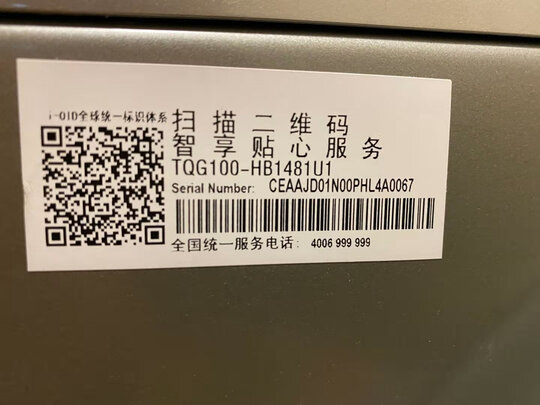 i-OID全球统一标识体系
扫描二维码
智享贴心服务
TQG100-HB1481U1
Serial Number: CEAAJD01N00PHL4A0067
全国统一服务电话: 4006 999 999